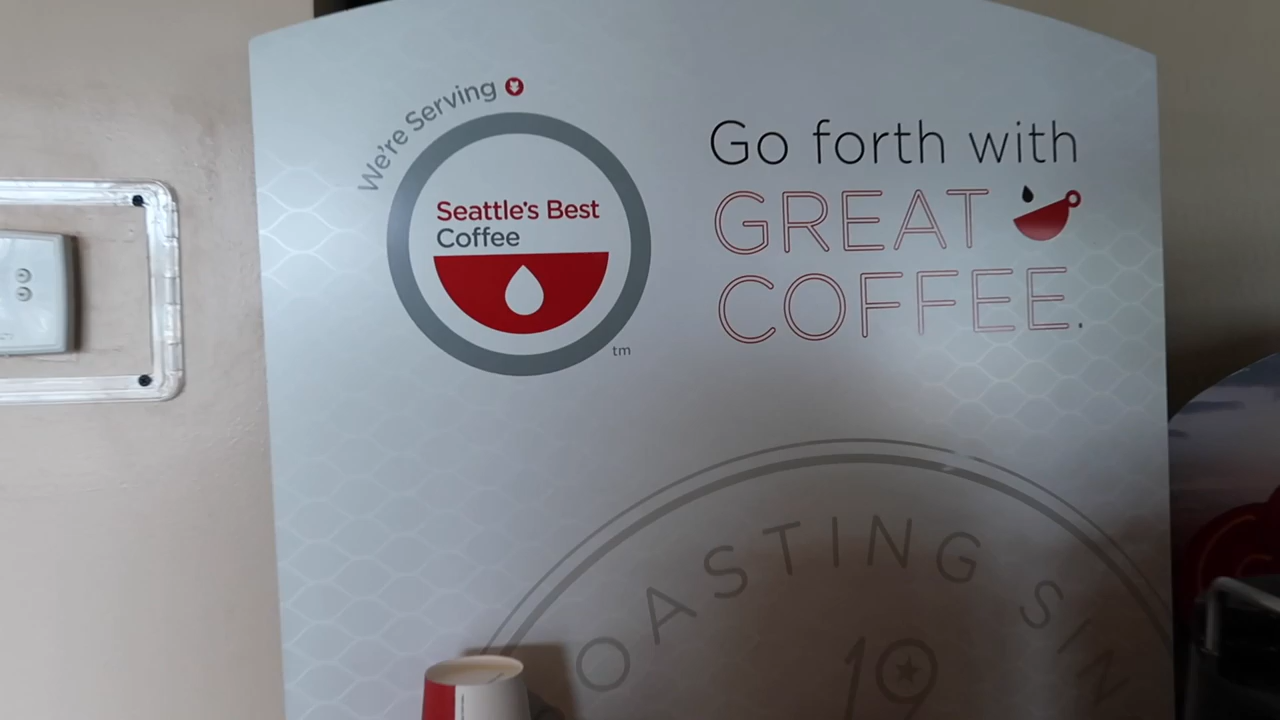 We're Serving
Seattle's Best
Coffee
tm
Go forth with
GREAT
COFFEE.
OASTING SIN
19